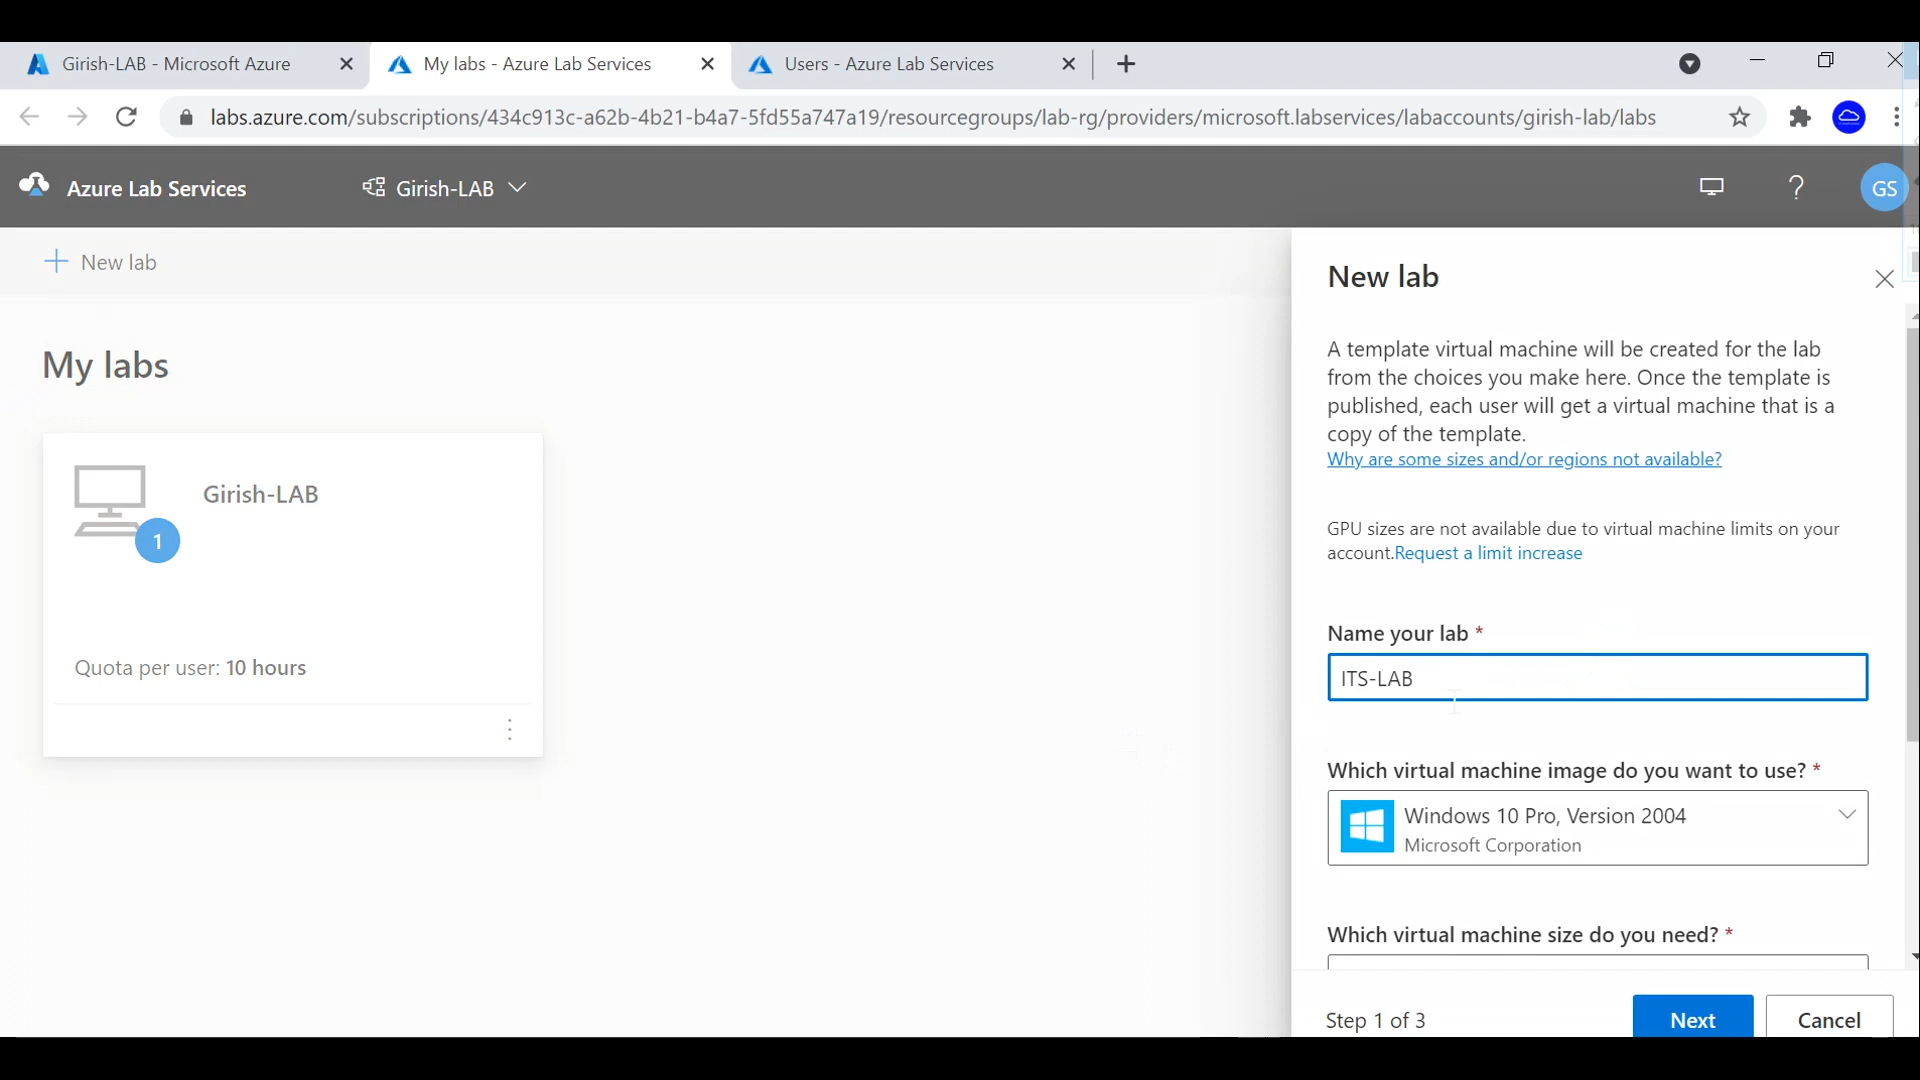 Girish-LAB - Microsoft Azure
My labs - Azure Lab Services
Users - Azure Lab Services
labs.azure.com/subscriptions/434c913c-a62b-4b21-b4a7-5fd55a747a19/resourcegroups/lab-rg/providers/microsoft.labservices/labaccounts/girish-lab/labs
Azure Lab Services
Girish-LAB
?
GS
New lab
My labs
Girish-LAB
1
Quota per user: 10 hours
New lab
A template virtual machine will be created for the lab
from the choices you make here. Once the template is
published, each user will get a virtual machine that is a
copy of the template.
Why are some sizes and/or regions not available?
GPU sizes are not available due to virtual machine limits on your
account.Request a limit increase
Name your lab *
ITS-LAB
Which virtual machine image do you want to use? *
Windows 10 Pro, Version 2004
Microsoft Corporation
Which virtual machine size do you need? *
Step 1 of 3
Next
Cancel